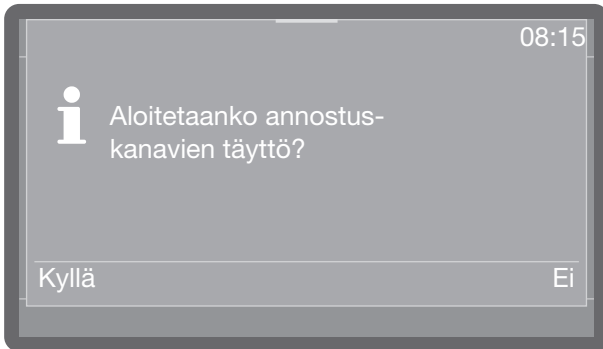 08:15
Aloitetaanko annostus-
kanavien täyttö?
Kyllä Ei